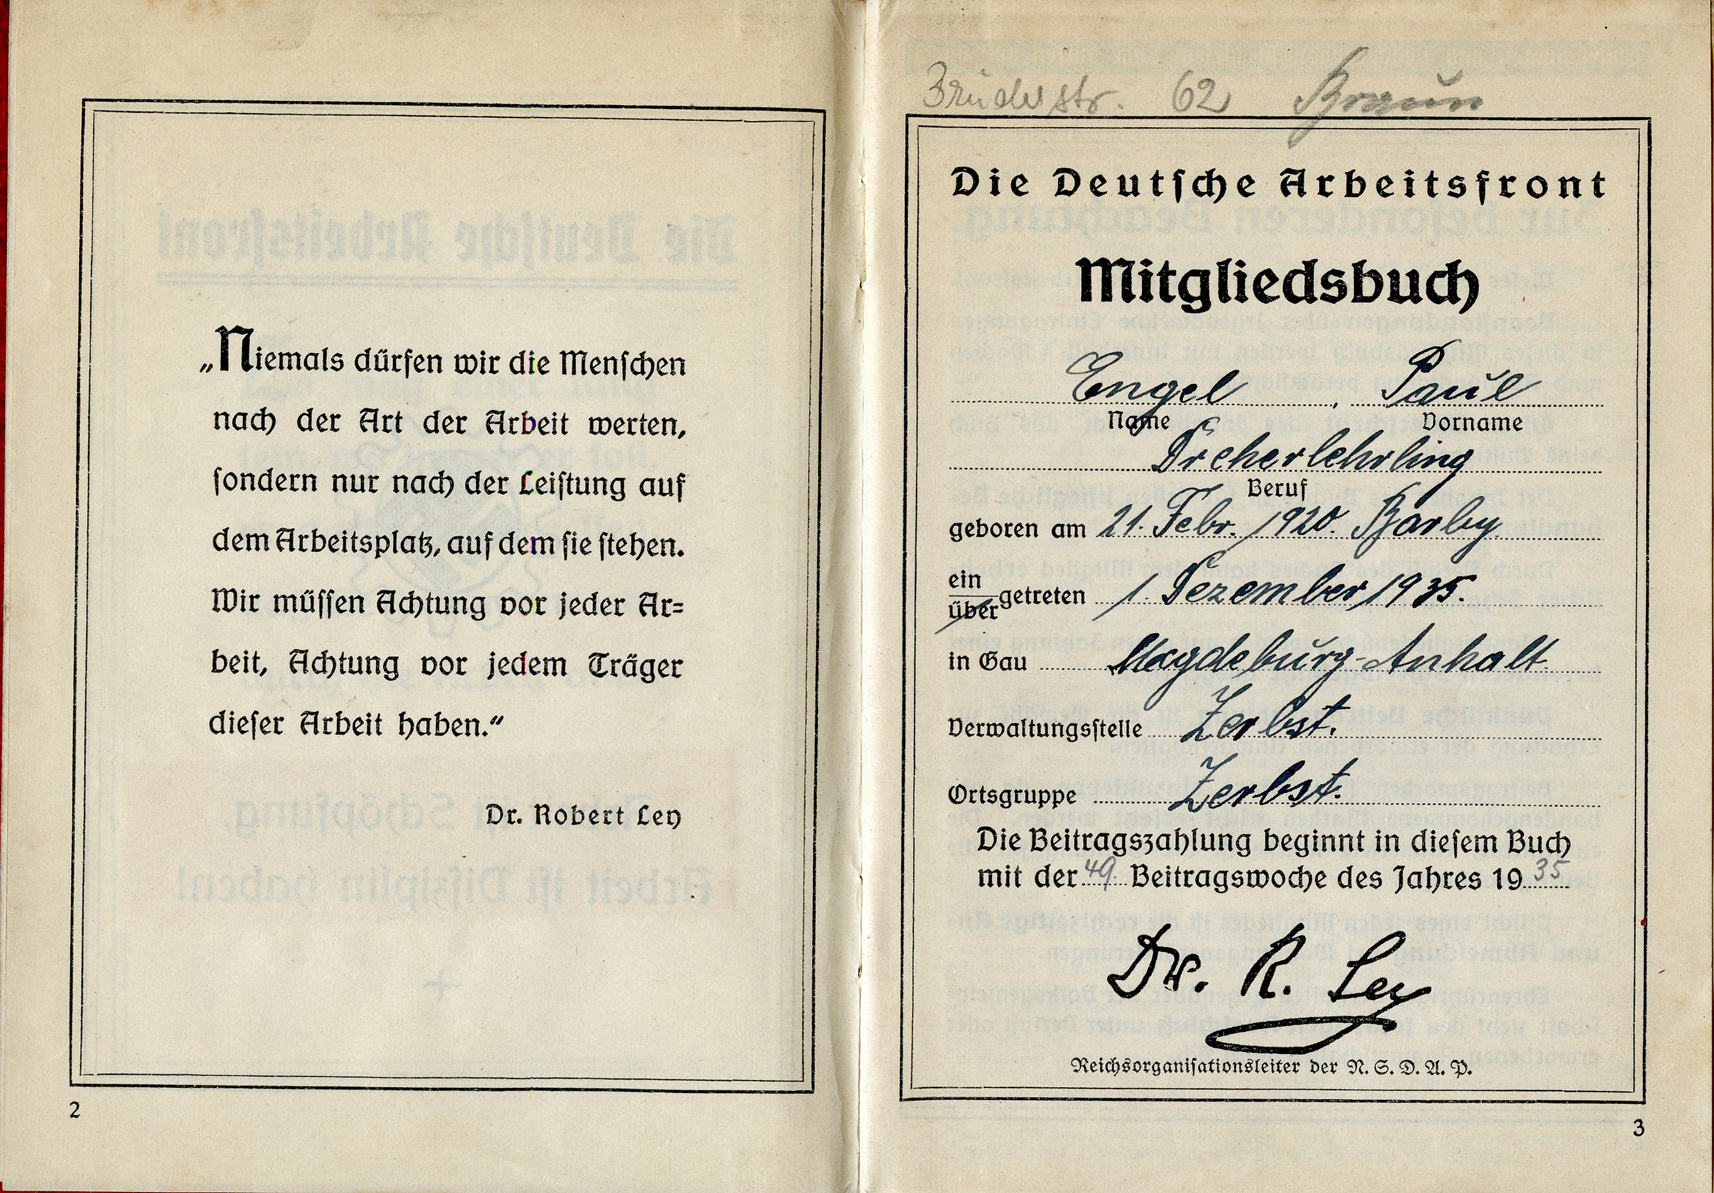 „Niemals dürfen wir die Menschen
nach der Art der Arbeit werten,
sondern nur nach der Leistung auf
dem Arbeitsplatz, auf dem sie stehen.
Wir müssen Achtung vor jeder Ar=
beit, Achtung vor jedem Träger
dieser Arbeit haben.“
Dr. Robert Ley
2
62 Braun
Die Deutsche Arbeitsfront
Mitgliedsbuch
Engel, Paul
Name Vorname
Dreherlehrling
Beruf
geboren am 21. Febr. 1920. Barby
ein
über getreten 1. Dezember 1935.
in Gau Magdeburg-Anhalt
Verwaltungsstelle Zerbst.
Ortsgruppe Zerbst.
Die Beitragszahlung beginnt in diesem Buch
mit der 49 Beitragswoche des Jahres 1935
Dr. R. Ley
Reichsorganisationsleiter der N. S. D. A. P.
3